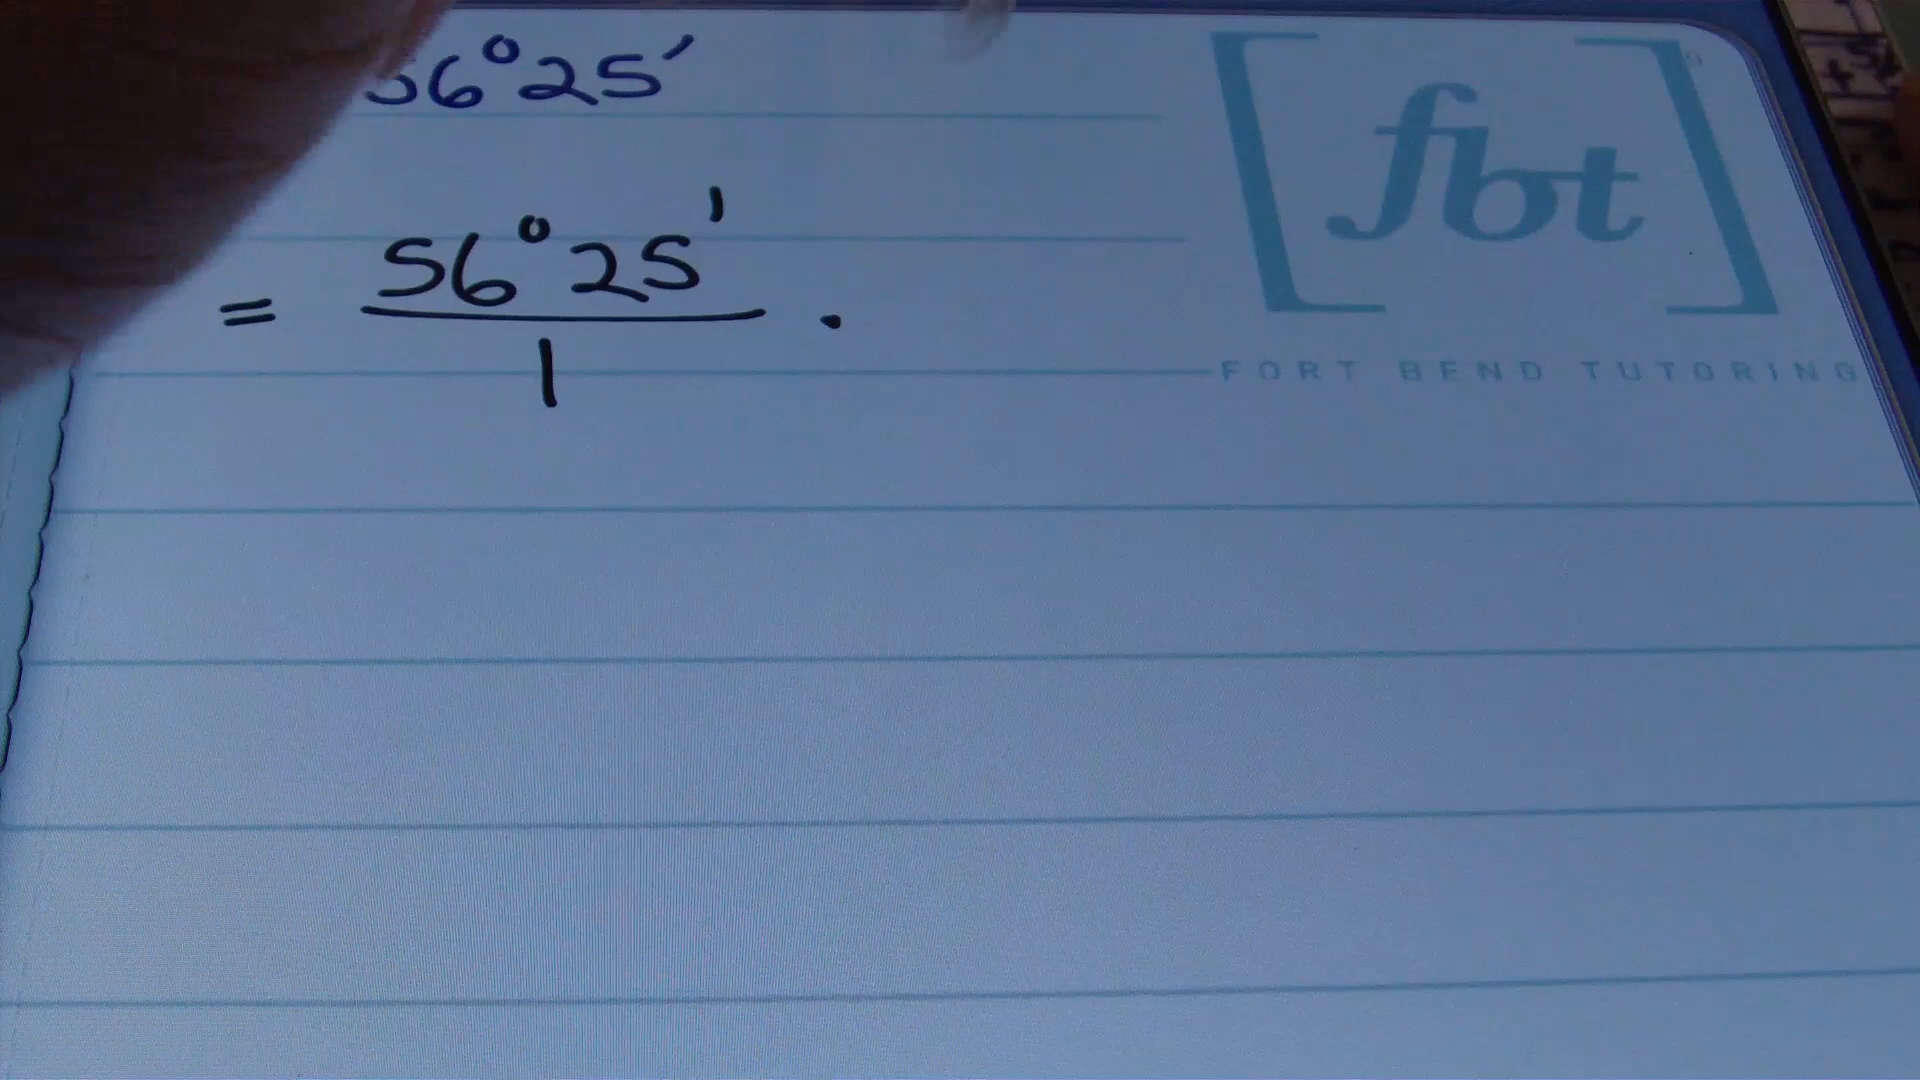 56°25'
= 56°25' / 1 ·
fbt
FORT BEND TUTORING